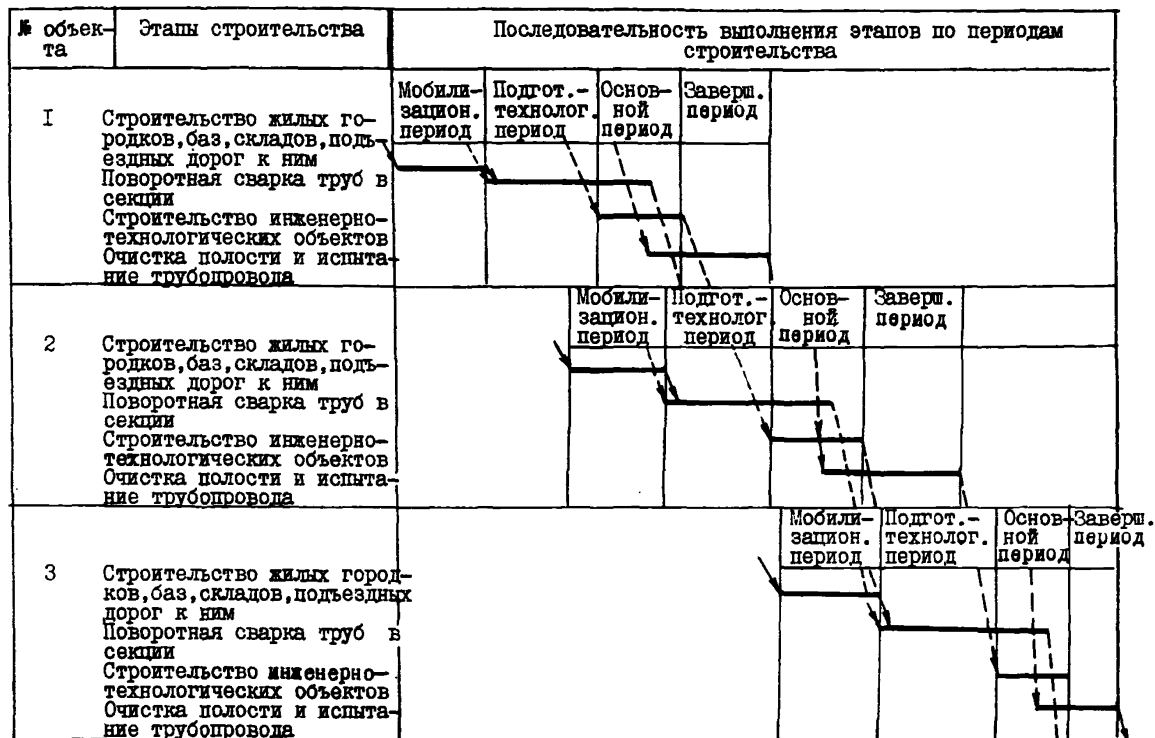 № объек-
та
Этапы строительства
Последовательность выполнения этапов по периодам
строительства
Мобили-
зацион.
период
Подгот.-
технолог.
период
Основ-
ной
период
Заверш.
период
I
Строительство жилых го-
родков,баз,складов,подъ-
ездных дорог к ним
Поворотная сварка труб в
секции
Строительство инженерно-
технологических объектов
Очистка полости и испыта-
ние трубопровода
Мобили-
зацион.
период
Подгот.-
технолог.
период
Основ-
ной
период
Заверш.
период
2
Строительство жилых го-
родков,баз,складов,подъ-
ездных дорог к ним
Поворотная сварка труб в
секции
Строительство инженерно-
технологических объектов
Очистка полости и испыта-
ние трубопровода
Мобили-
зацион.
период
Подгот.-
технолог.
период
Основ-
ной
период
Заверш.
период
3
Строительство жилых город-
ков,баз,складов,подъездных
дорог к ним
Поворотная сварка труб в
секции
Строительство инженерно-
технологических объектов
Очистка полости и испыта-
ние трубопровода